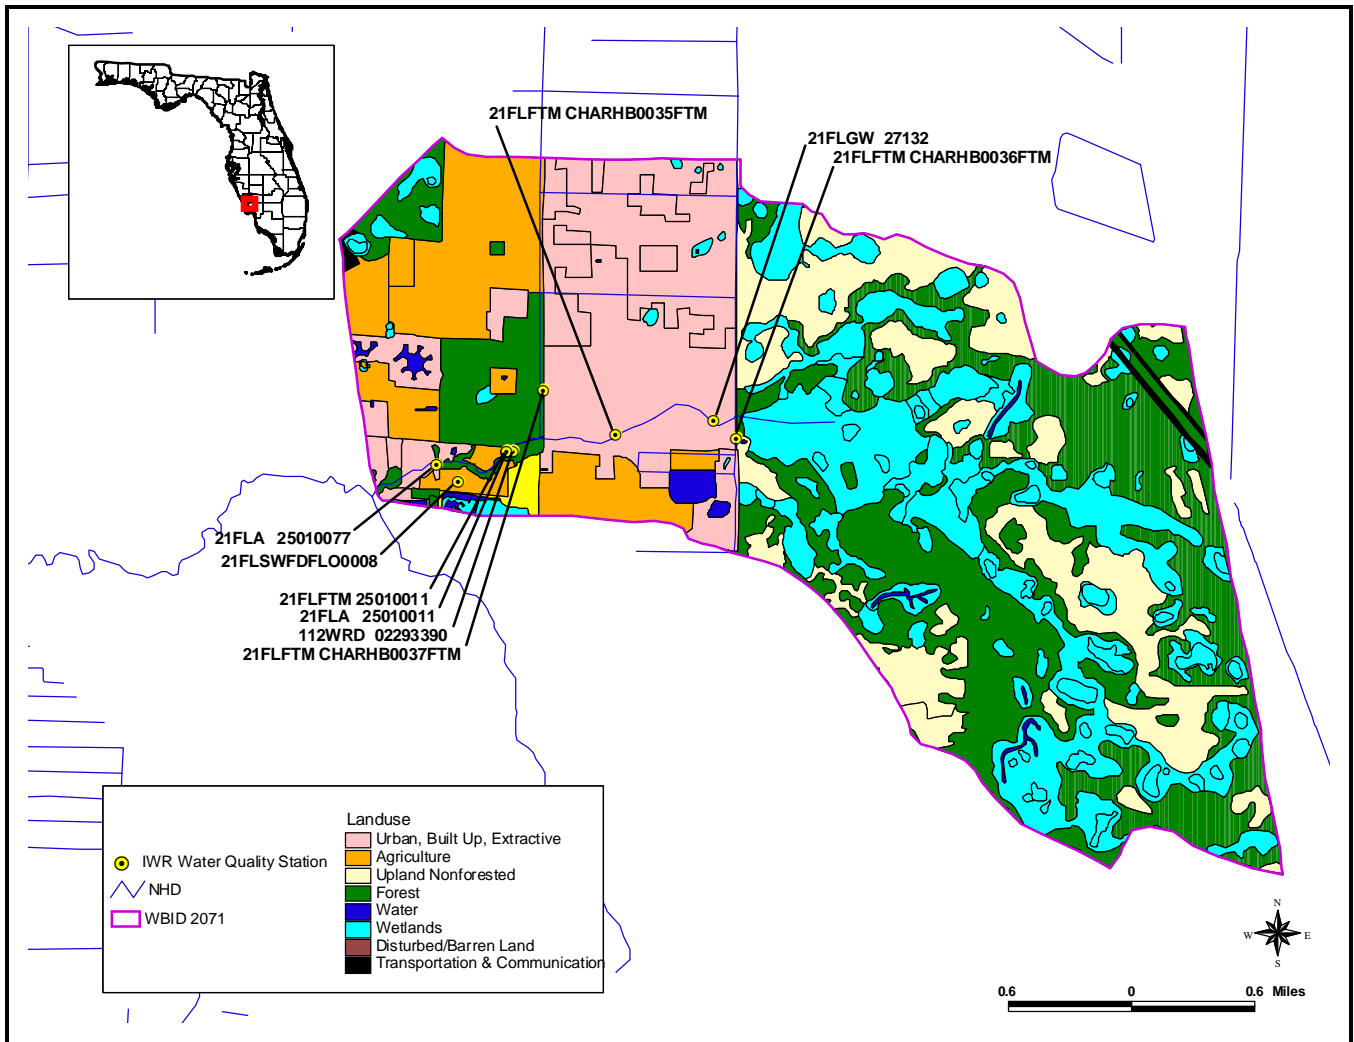 21FLFTM CHARHB0035FTM
21FLGW 27132
21FLFTM CHARHB0036FTM
21FLA 25010077
21FLSWFDFLO0008
21FLFTM 25010011
21FLA 25010011
112WRD 02293390
21FLFTM CHARHB0037FTM
IWR Water Quality Station
NHD
WBID 2071
Landuse
Urban, Built Up, Extractive
Agriculture
Upland Nonforested
Forest
Water
Wetlands
Disturbed/Barren Land
Transportation & Communication
N
W E
S
0.6 0 0.6 Miles